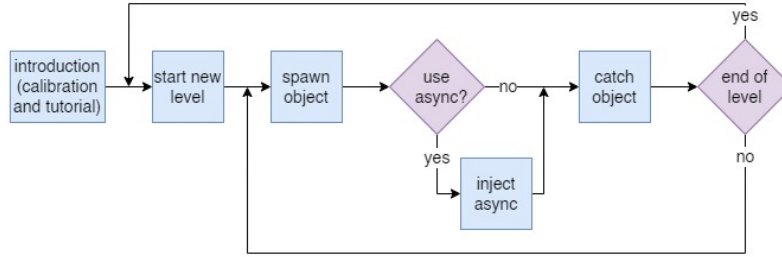 yes
introduction
(calibration
and tutorial)
start new
level
spawn
object
use
async?
no
catch
object
end of
level
yes
inject
async
no